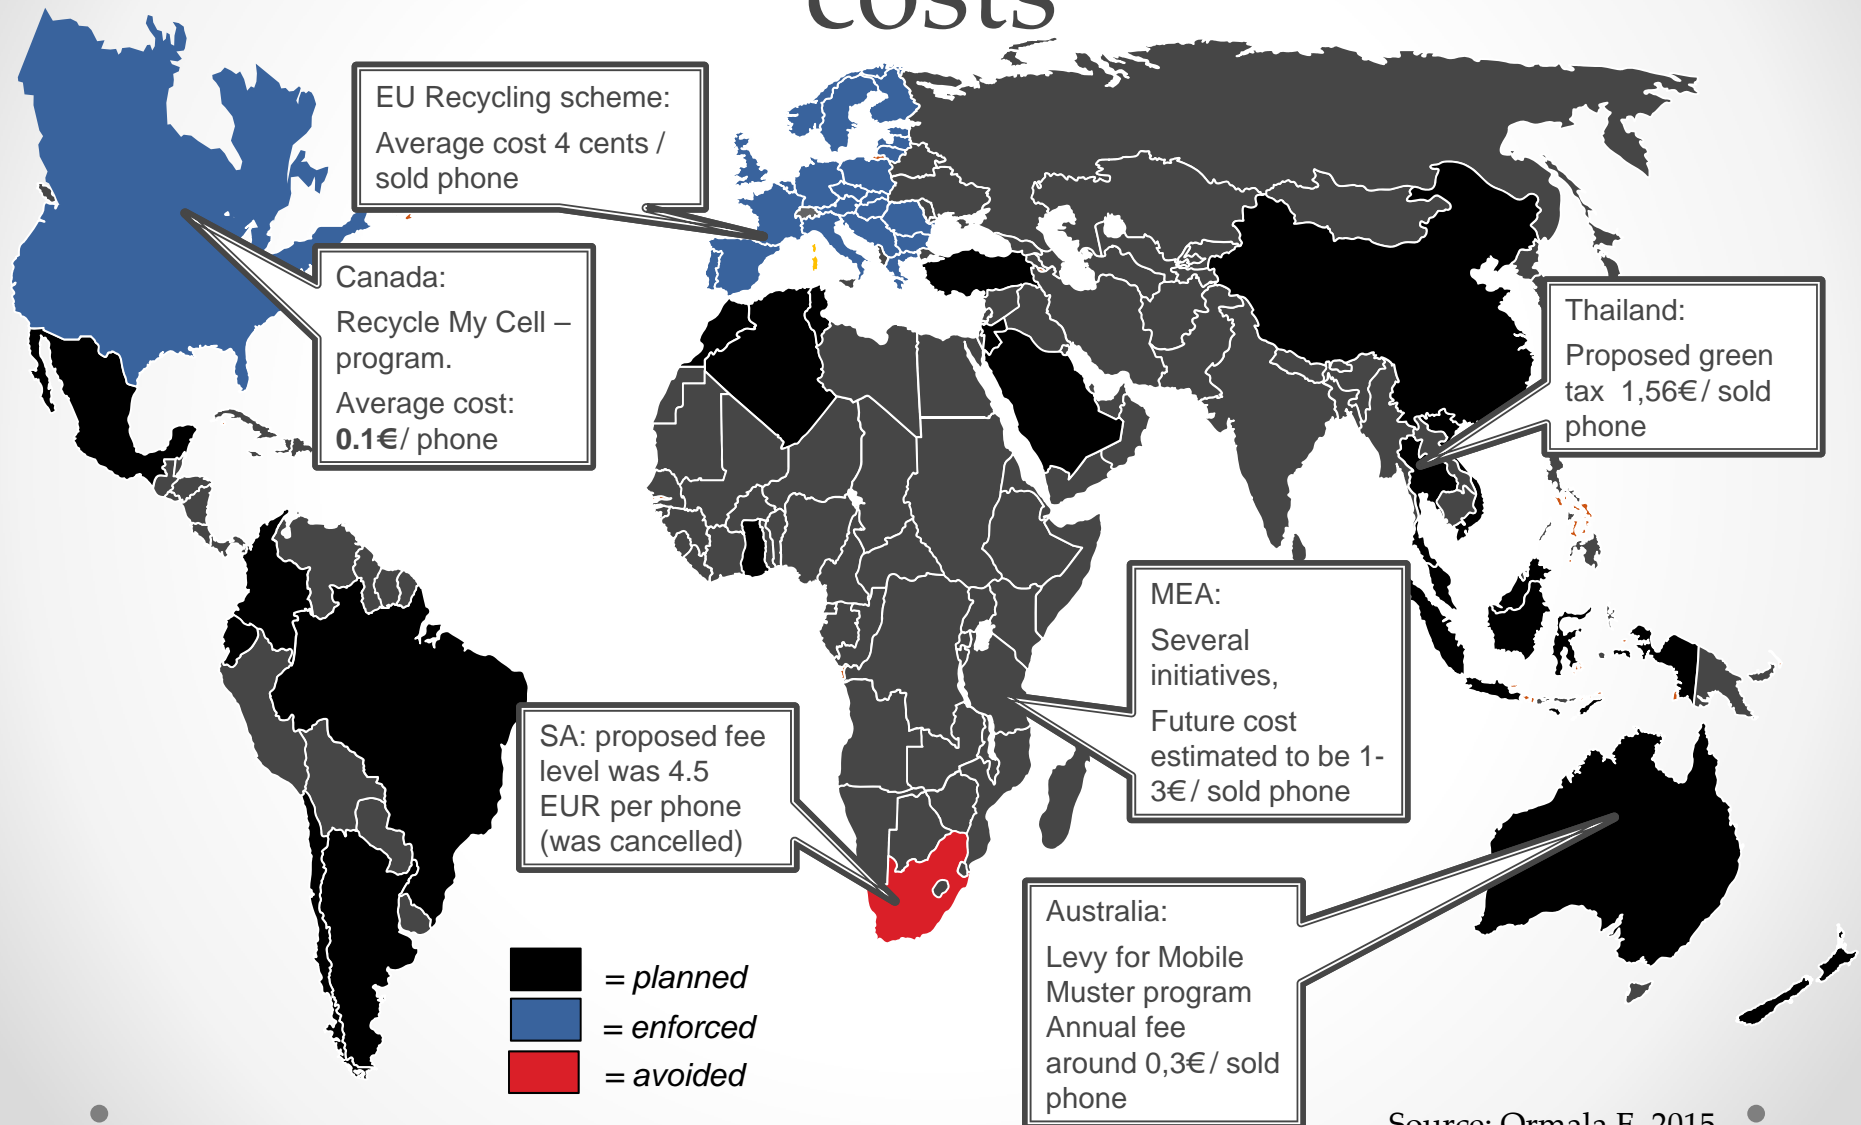 costs
EU Recycling scheme:
Average cost 4 cents /
sold phone
Canada:
Recycle My Cell –
program.
Average cost:
0.1€/ phone
Thailand:
Proposed green
tax 1,56€/ sold
phone
MEA:
Several
initiatives,
Future cost
estimated to be 1-
3€/ sold phone
SA: proposed fee
level was 4.5
EUR per phone
(was cancelled)
Australia:
Levy for Mobile
Muster program
Annual fee
around 0,3€/ sold
phone
= planned
= enforced
= avoided
Source: Ormala E. 2015